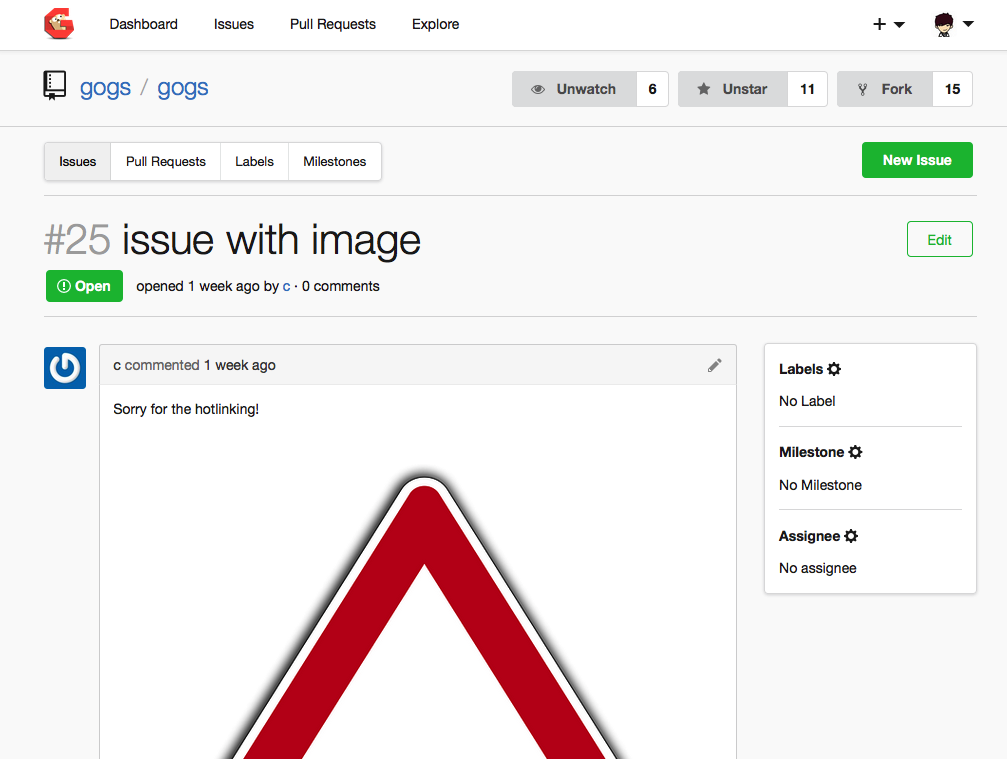 Dashboard Issues Pull Requests Explore
gogs / gogs Unwatch 6 Unstar 11 Fork 15
Issues Pull Requests Labels Milestones New Issue
#25 issue with image Edit
Open opened 1 week ago by c · 0 comments
c commented 1 week ago
Sorry for the hotlinking!
Labels
No Label
Milestone
No Milestone
Assignee
No assignee